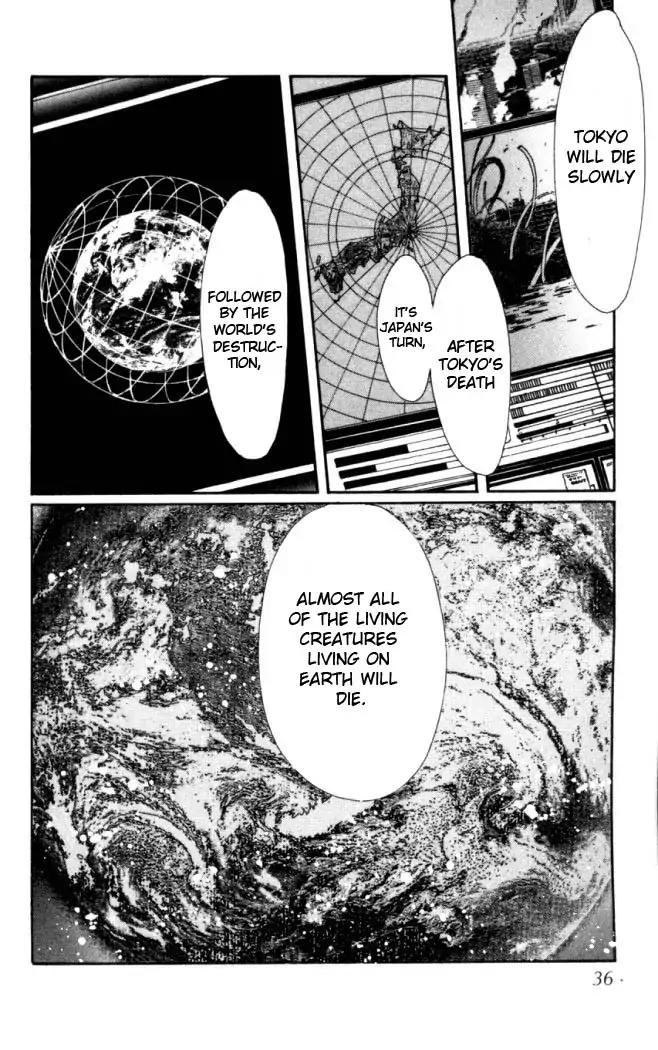 TOKYO
WILL DIE
SLOWLY
AFTER
TOKYO'S
DEATH
IT'S
JAPAN'S
TURN,
FOLLOWED
BY THE
WORLD'S
DESTRUC-
TION,
ALMOST ALL
OF THE LIVING
CREATURES
LIVING ON
EARTH WILL
DIE.
36